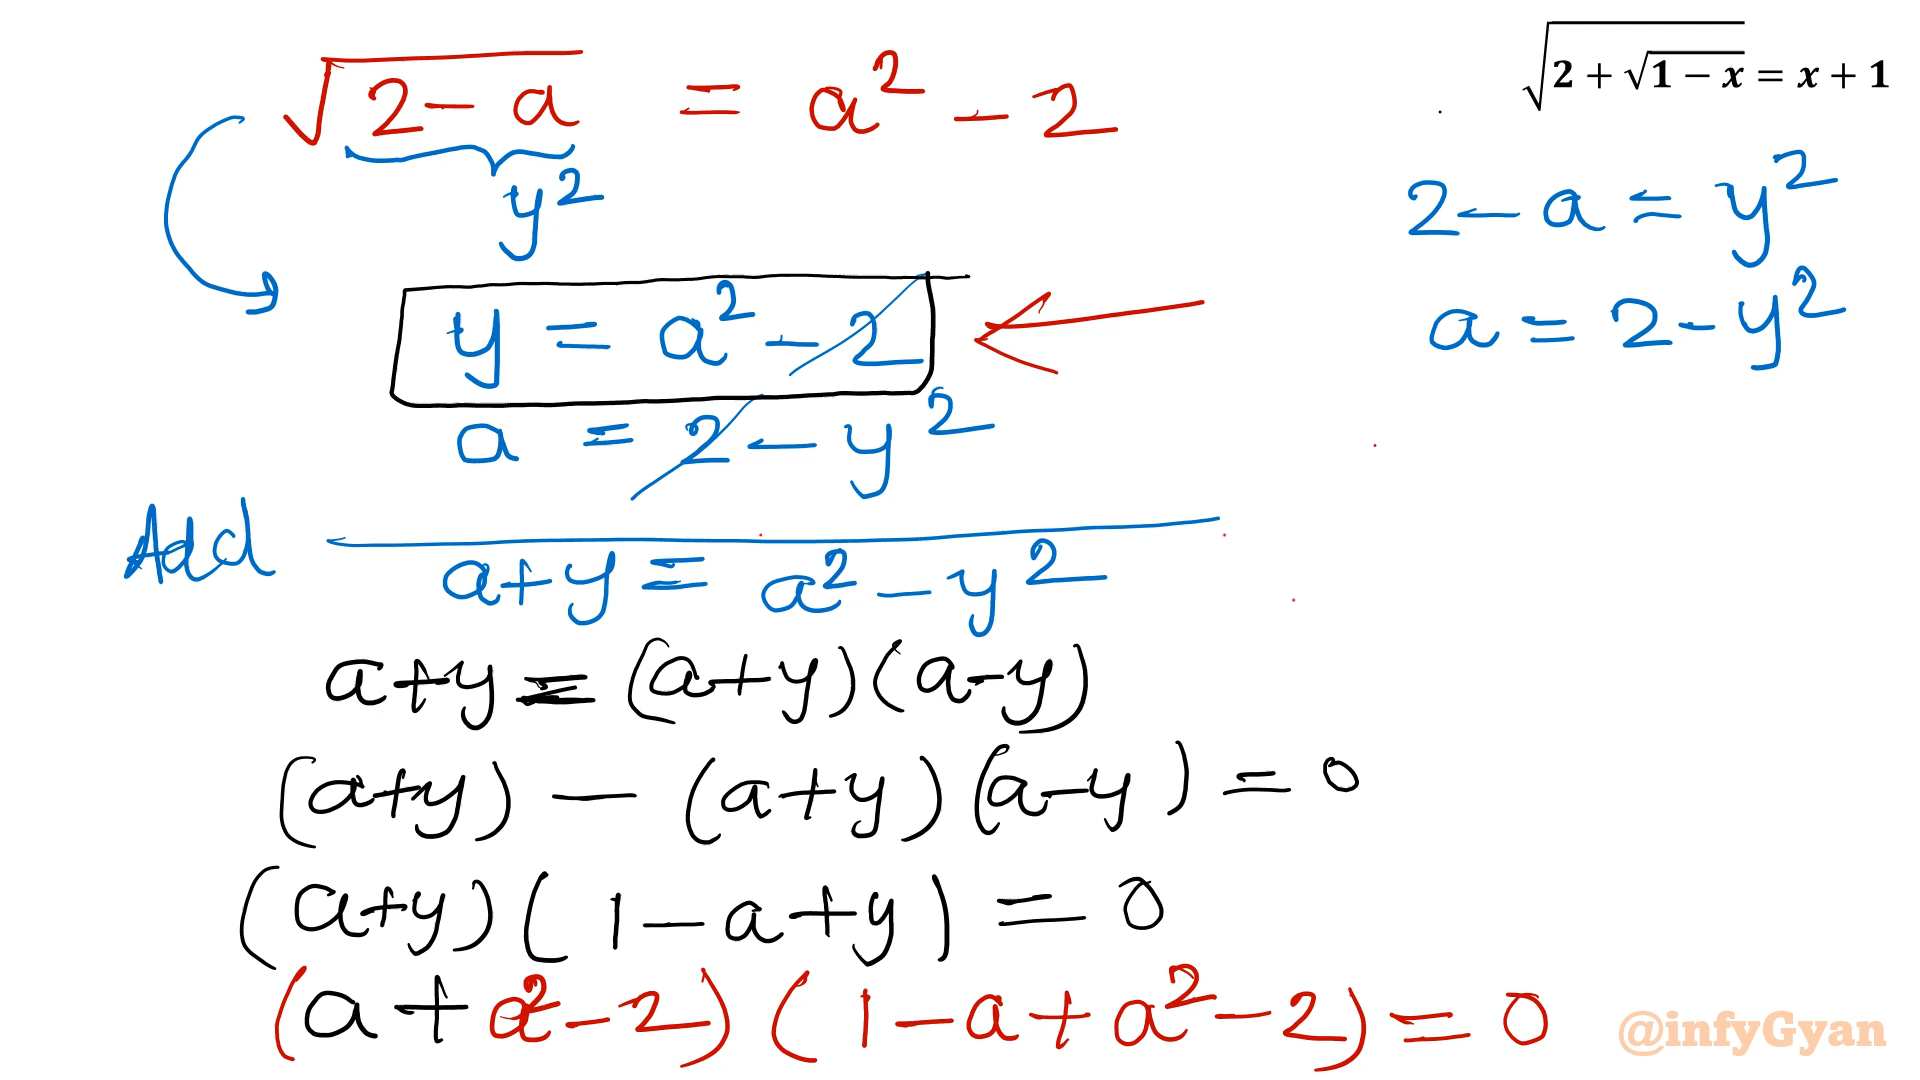 √(2 + √(1 − x)) = x + 1
√(2 − a) = a² − 2
y²
2 − a = y²
y = a² − 2
a = 2 − y²
a = 2 − y²
Add
a + y = a² − y²
a + y = (a + y)(a − y)
(a + y) − (a + y)(a − y) = 0
(a + y)(1 − a + y) = 0
(a + a² − 2)(1 − a + a² − 2) = 0
@infyGyan